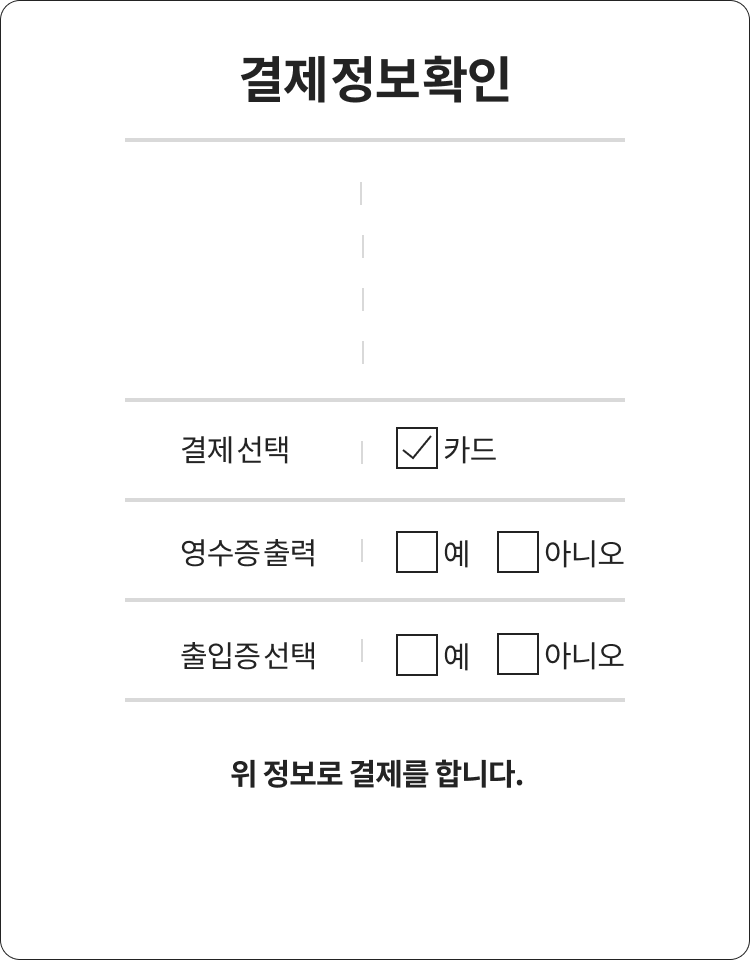 결제정보확인
결제선택 카드
영수증출력 예 아니오
출입증선택 예 아니오
위 정보로 결제를 합니다.